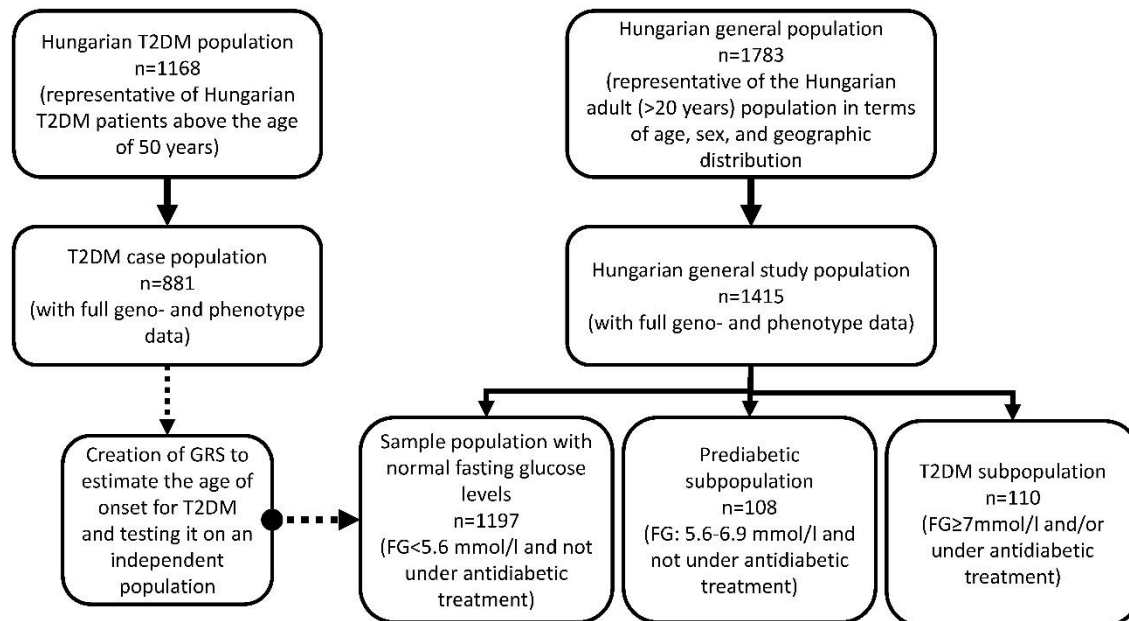 Hungarian T2DM population
n=1168
(representative of Hungarian
T2DM patients above the age
of 50 years)
Hungarian general population
n=1783
(representative of the Hungarian
adult (>20 years) population in terms
of age, sex, and geographic
distribution
T2DM case population
n=881
(with full geno- and phenotype
data)
Hungarian general study population
n=1415
(with full geno- and phenotype data)
Creation of GRS to
estimate the age of
onset for T2DM
and testing it on an
independent
population
Sample population with
normal fasting glucose
levels
n=1197
(FG<5.6 mmol/l and not
under antidiabetic
treatment)
Prediabetic
subpopulation
n=108
(FG: 5.6-6.9 mmol/l and
not under antidiabetic
treatment)
T2DM subpopulation
n=110
(FG≥7mmol/l and/or
under antidiabetic
treatment)